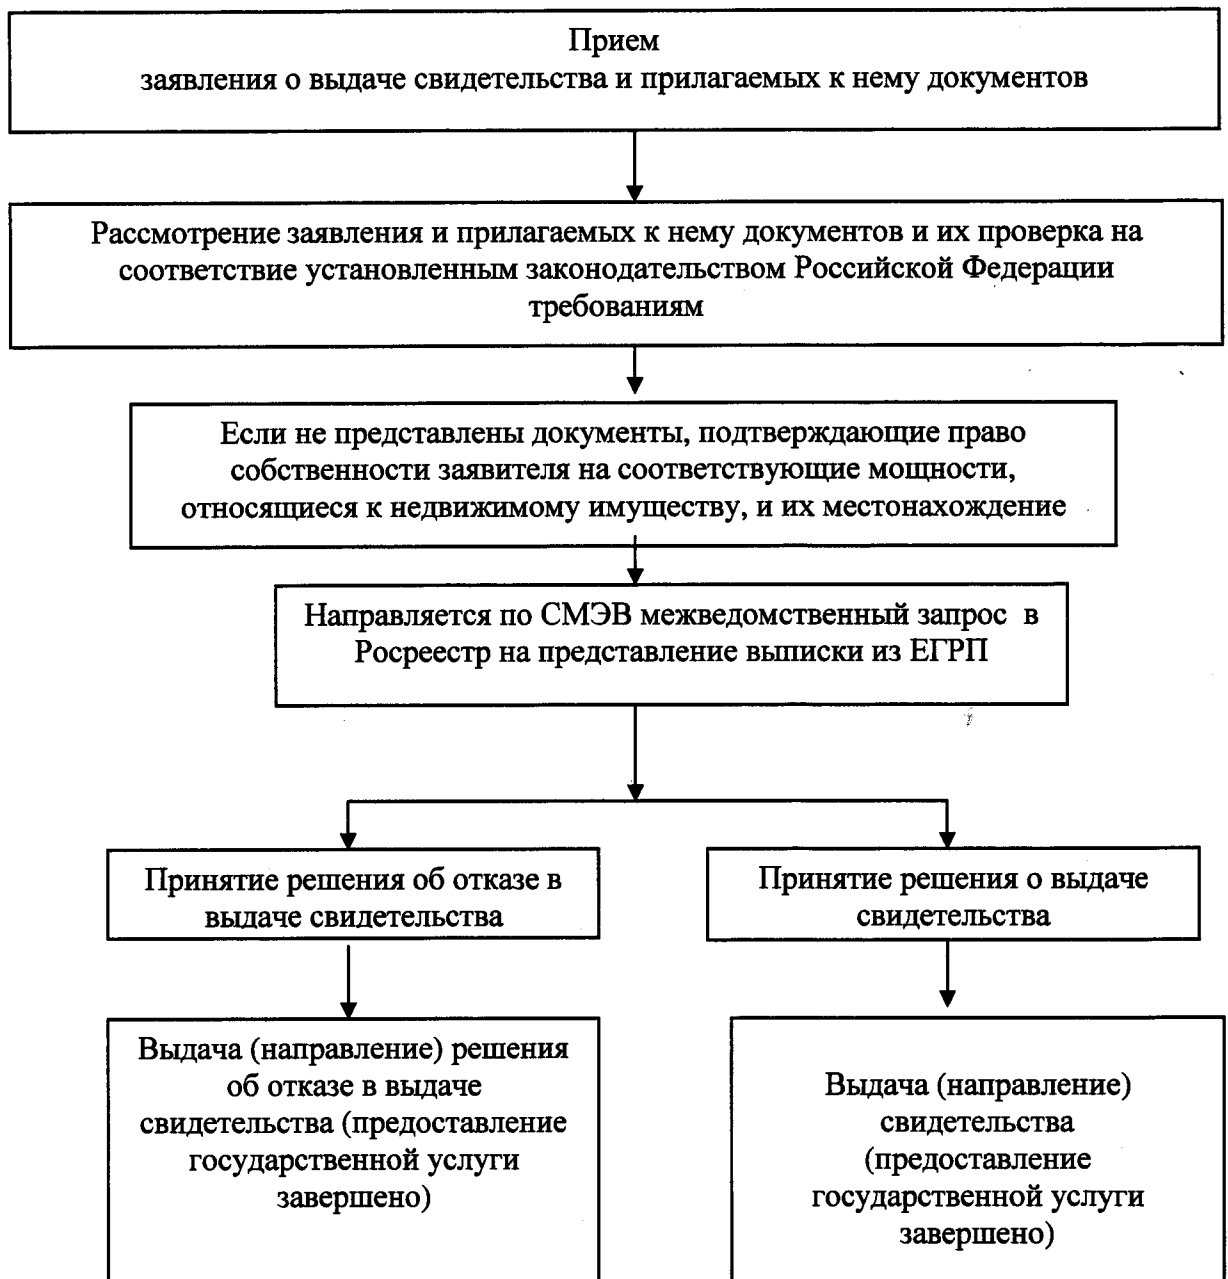 Прием
заявления о выдаче свидетельства и прилагаемых к нему документов
Рассмотрение заявления и прилагаемых к нему документов и их проверка на
соответствие установленным законодательством Российской Федерации
требованиям
Если не представлены документы, подтверждающие право
собственности заявителя на соответствующие мощности,
относящиеся к недвижимому имуществу, и их местонахождение
Направляется по СМЭВ межведомственный запрос в
Росреестр на представление выписки из ЕГРП
Принятие решения об отказе в
выдаче свидетельства
Принятие решения о выдаче
свидетельства
Выдача (направление) решения
об отказе в выдаче
свидетельства (предоставление
государственной услуги
завершено)
Выдача (направление)
свидетельства
(предоставление
государственной услуги
завершено)